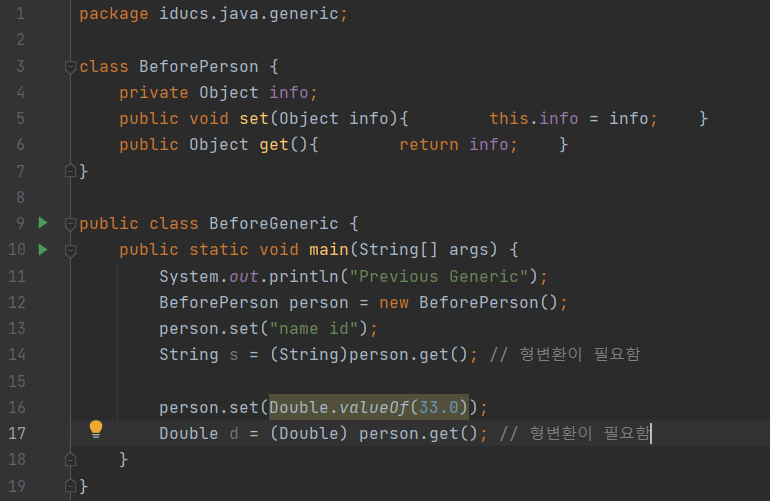 1 package iducs.java.generic;
2
3 class BeforePerson {
4     private Object info;
5     public void set(Object info){        this.info = info;    }
6     public Object get(){        return info;    }
7 }
8
9 public class BeforeGeneric {
10     public static void main(String[] args) {
11         System.out.println("Previous Generic");
12         BeforePerson person = new BeforePerson();
13         person.set("name id");
14         String s = (String)person.get(); // 형변환이 필요함
15
16         person.set(Double.valueOf(33.0));
17         Double d = (Double) person.get(); // 형변환이 필요함
18     }
19 }